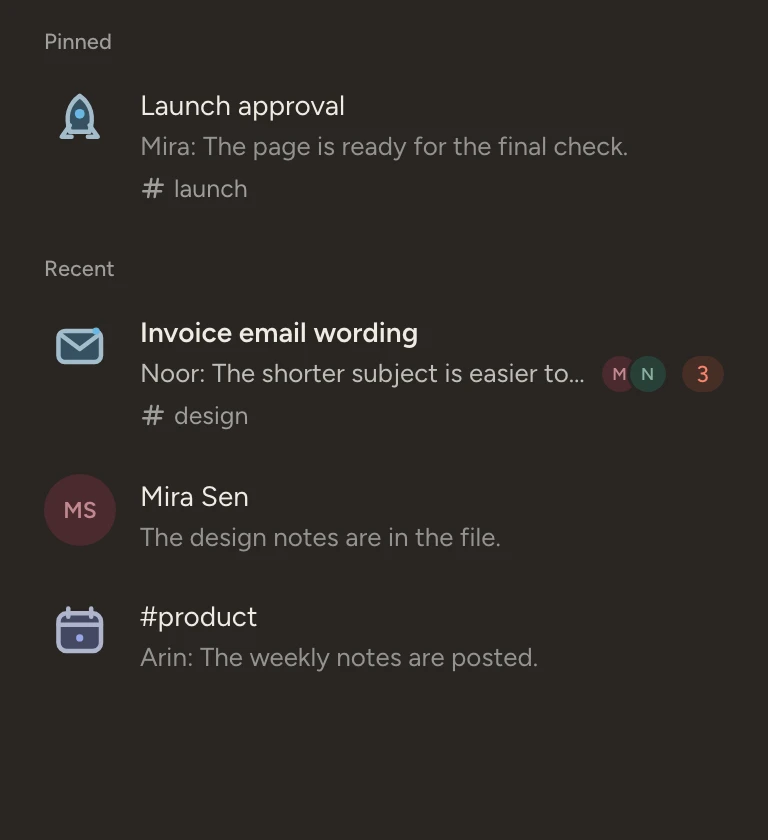 Pinned
Launch approval
Mira: The page is ready for the final check.
# launch
Recent
Invoice email wording
Noor: The shorter subject is easier to... M N 3
# design
MS
Mira Sen
The design notes are in the file.
#product
Arin: The weekly notes are posted.